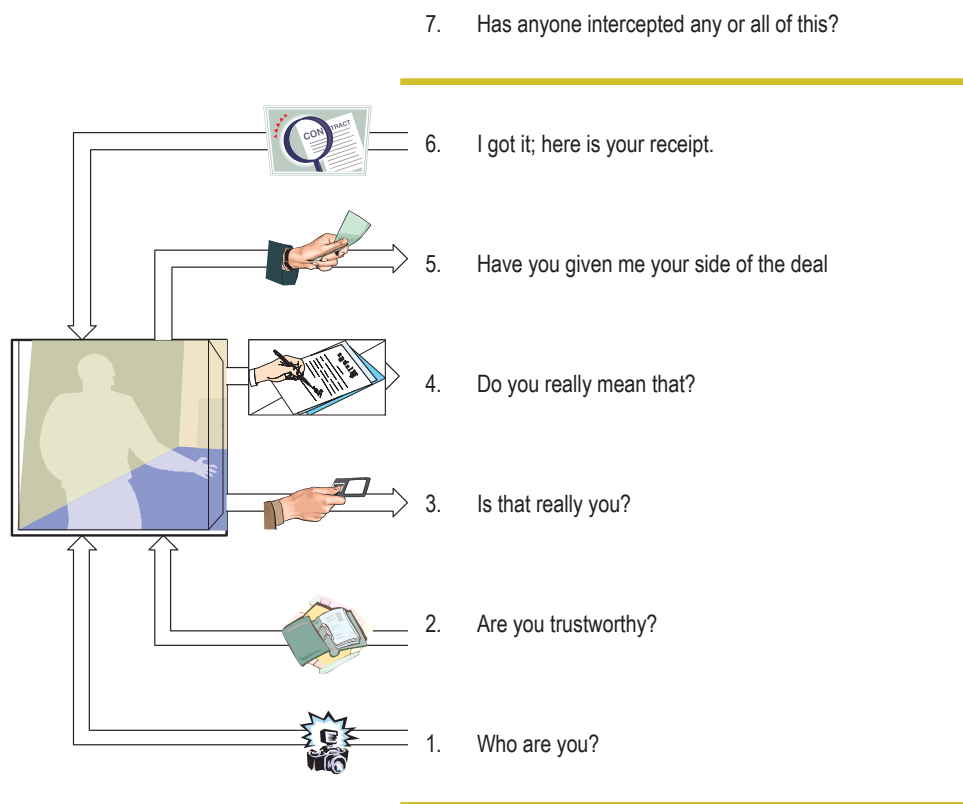 7. Has anyone intercepted any or all of this?
CONTRACT
6. I got it; here is your receipt.
5. Have you given me your side of the deal
4. Do you really mean that?
3. Is that really you?
2. Are you trustworthy?
1. Who are you?